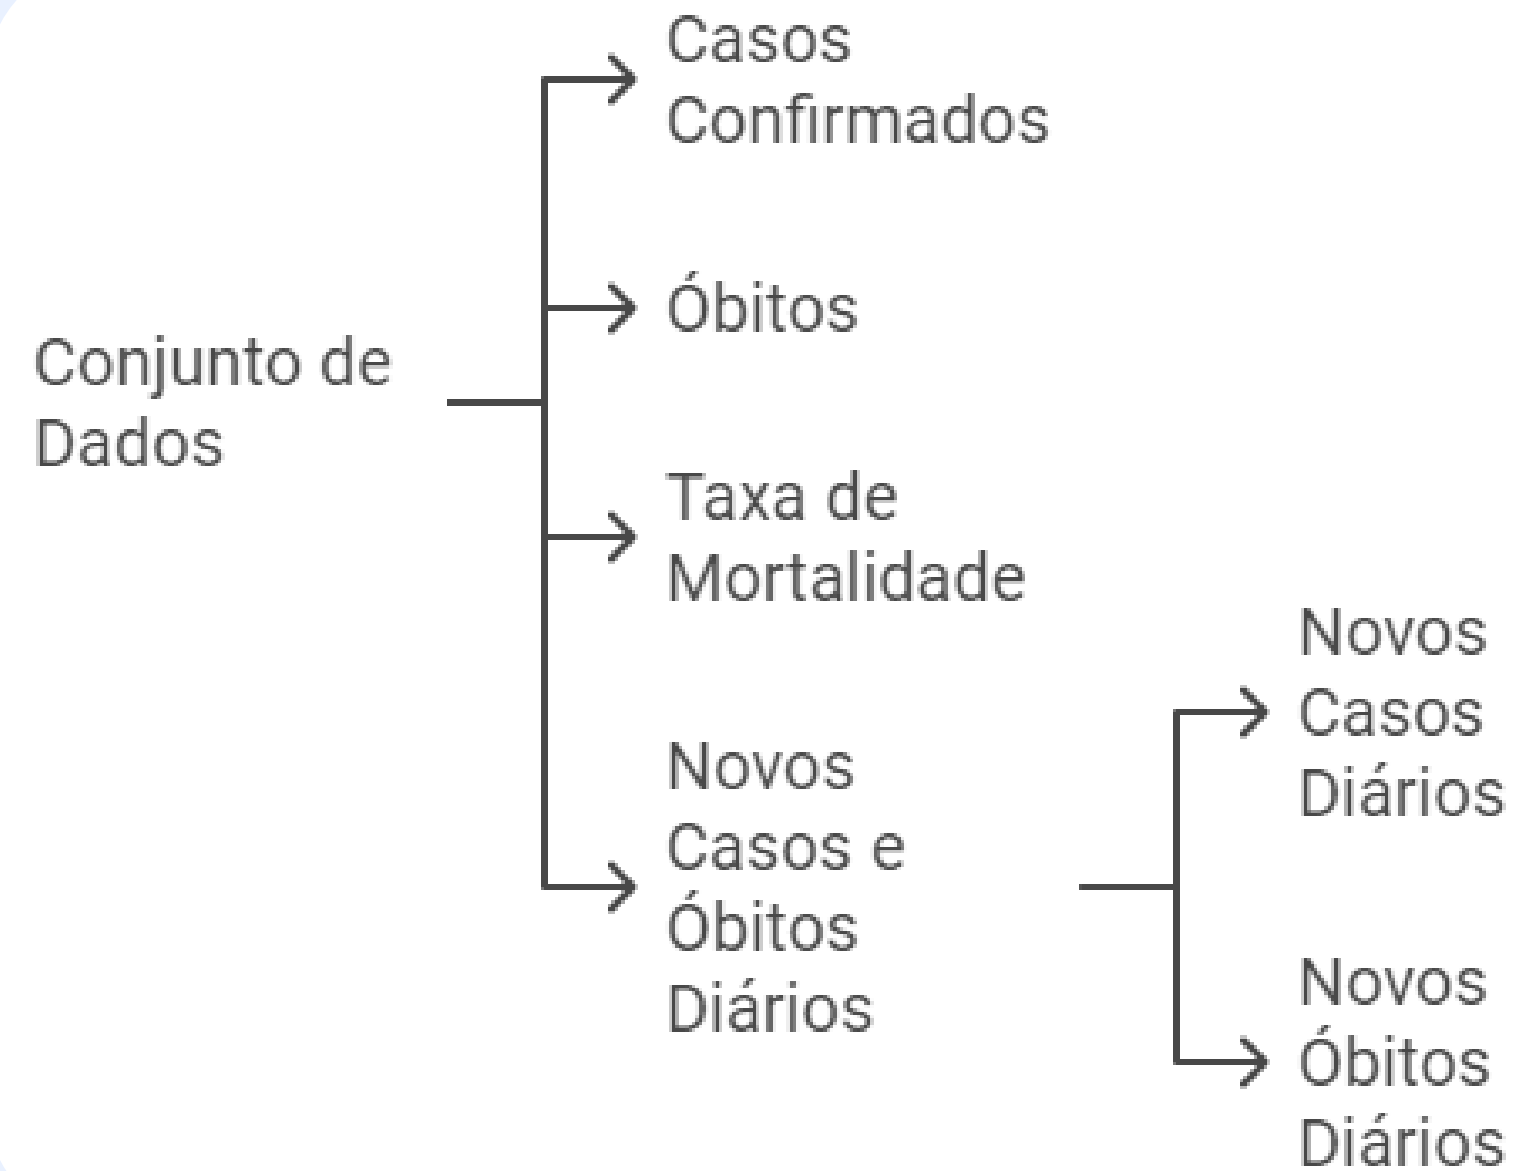 Casos
Confirmados
Óbitos
Conjunto de
Dados
Taxa de
Mortalidade
Novos
Casos e
Óbitos
Diários
Novos
Casos
Diários
Novos
Óbitos
Diários